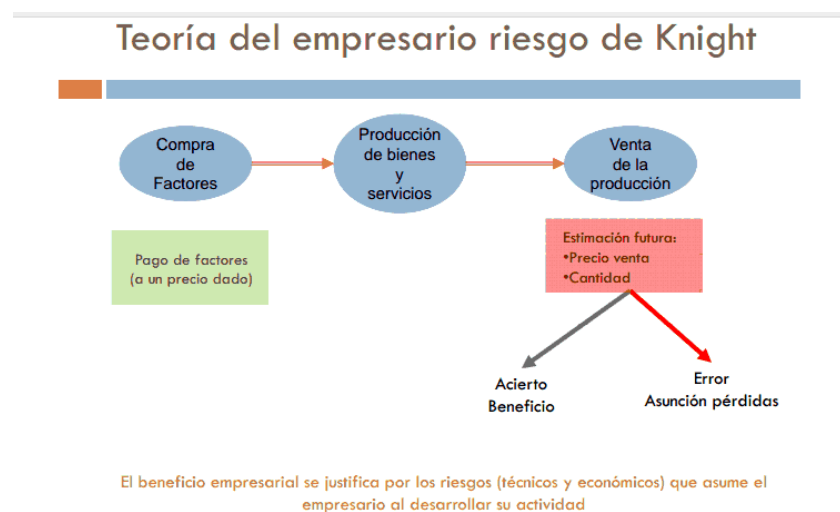 Teoría del empresario riesgo de Knight
Compra
de
Factores
Producción
de bienes
y
servicios
Venta
de la
producción
Pago de factores
(a un precio dado)
Estimación futura:
•Precio venta
•Cantidad
Acierto
Beneficio
Error
Asunción pérdidas
El beneficio empresarial se justifica por los riesgos (técnicos y económicos) que asume el
empresario al desarrollar su actividad